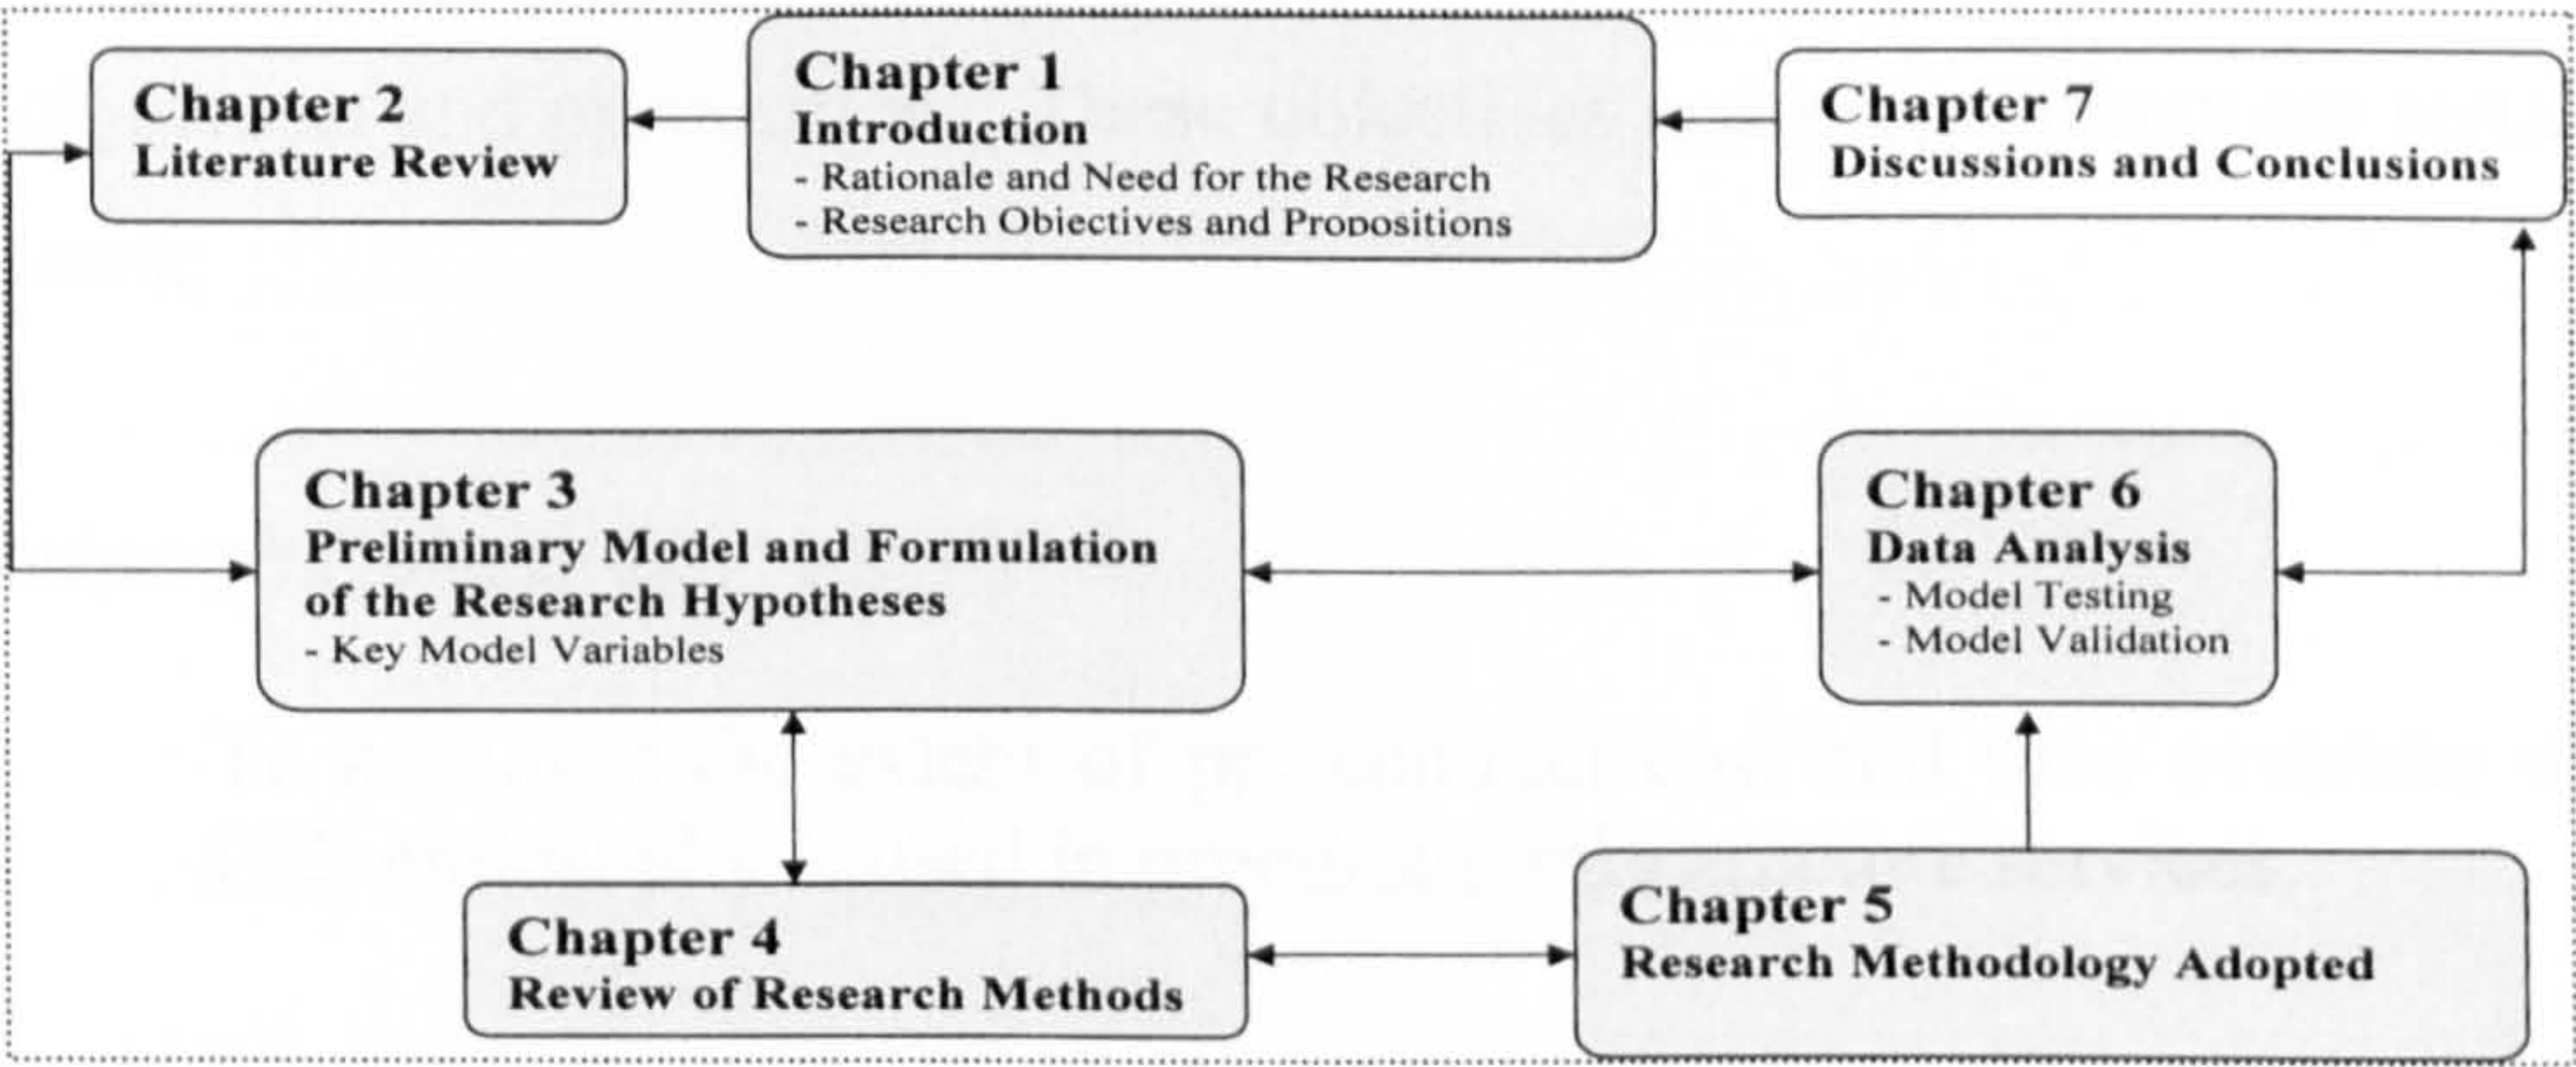 Chapter 1
Introduction
- Rationale and Need for the Research
- Research Objectives and Propositions
Chapter 2
Literature Review
Chapter 3
Preliminary Model and Formulation
of the Research Hypotheses
- Key Model Variables
Chapter 4
Review of Research Methods
Chapter 5
Research Methodology Adopted
Chapter 6
Data Analysis
- Model Testing
- Model Validation
Chapter 7
Discussions and Conclusions